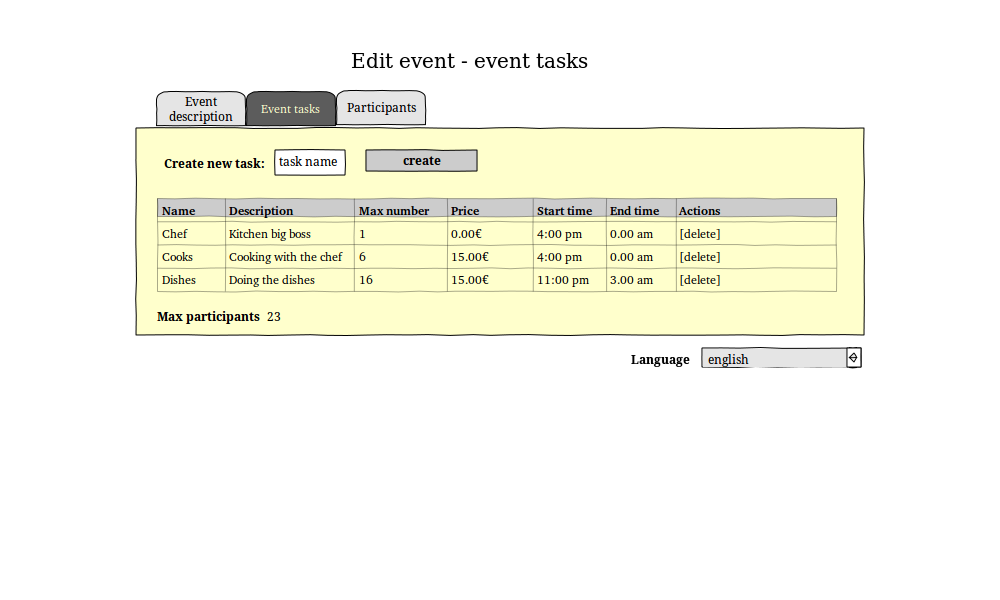 Edit event - event tasks
Event
description
Event tasks
Participants
Create new task: task name create
Name Description Max number Price Start time End time Actions
Chef Kitchen big boss 1 0.00€ 4:00 pm 0.00 am [delete]
Cooks Cooking with the chef 6 15.00€ 4:00 pm 0.00 am [delete]
Dishes Doing the dishes 16 15.00€ 11:00 pm 3.00 am [delete]
Max participants 23
Language english